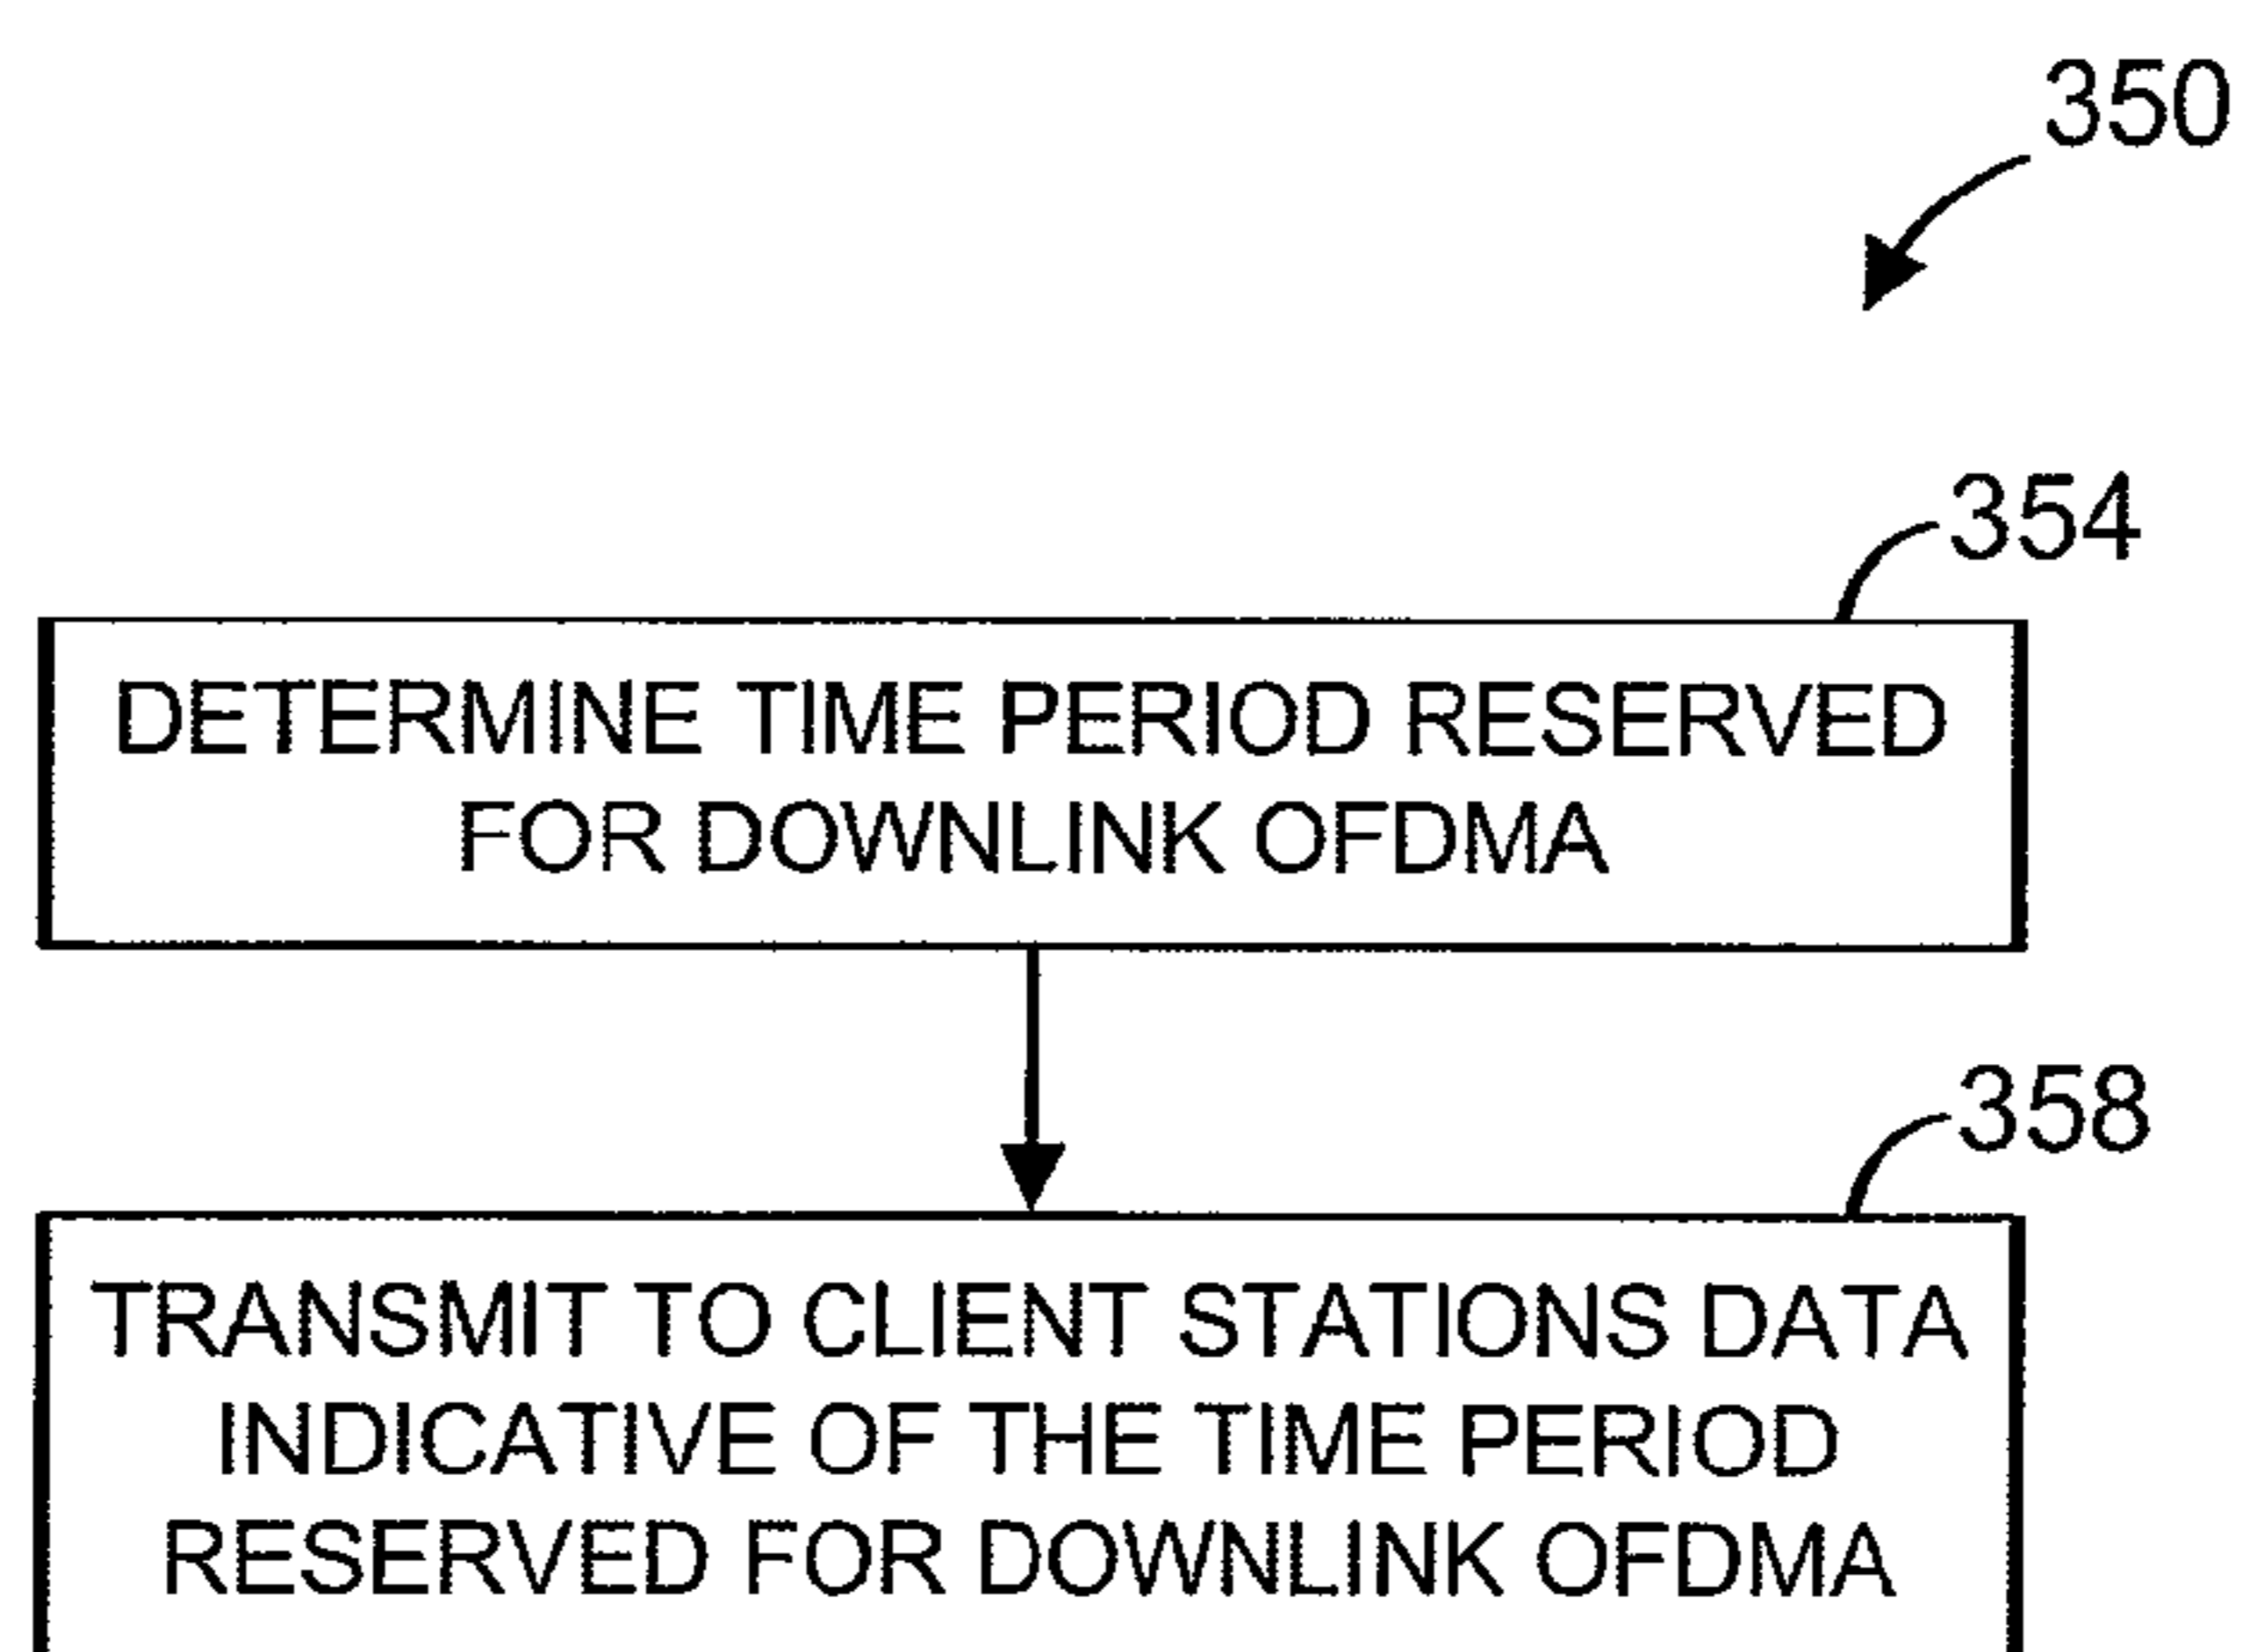 350
354
DETERMINE TIME PERIOD RESERVED
FOR DOWNLINK OFDMA
358
TRANSMIT TO CLIENT STATIONS DATA
INDICATIVE OF THE TIME PERIOD
RESERVED FOR DOWNLINK OFDMA